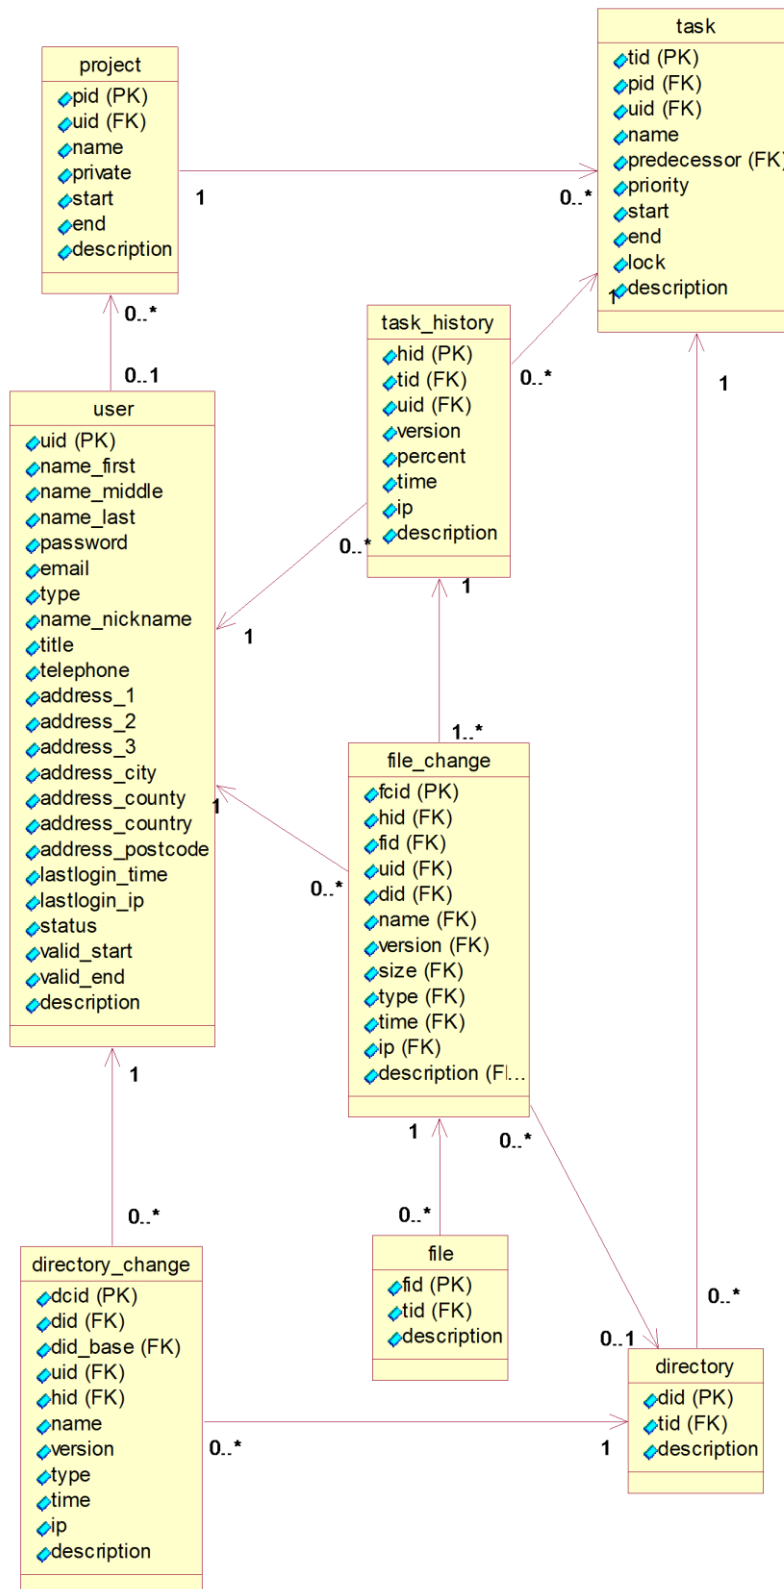 project
pid (PK)
uid (FK)
name
private
start
end
description
task
tid (PK)
pid (FK)
uid (FK)
name
predecessor (FK)
priority
start
end
lock
description
1
0..*
0..*
0..1
task_history
hid (PK)
tid (FK)
uid (FK)
version
percent
time
ip
description
1
0..*
0..*
1
user
uid (PK)
name_first
name_middle
name_last
password
email
type
name_nickname
title
telephone
address_1
address_2
address_3
address_city
address_county
address_country
address_postcode
lastlogin_time
lastlogin_ip
status
valid_start
valid_end
description
1
1
1..*
file_change
fcid (PK)
hid (FK)
fid (FK)
uid (FK)
did (FK)
name (FK)
version (FK)
size (FK)
type (FK)
time (FK)
ip (FK)
description (F...
1
0..*
1
0..*
1
0..*
0..*
file
fid (PK)
tid (FK)
description
directory_change
dcid (PK)
did (FK)
did_base (FK)
uid (FK)
hid (FK)
name
version
type
time
ip
description
0..*
0..1
directory
did (PK)
tid (FK)
description
0..*
1